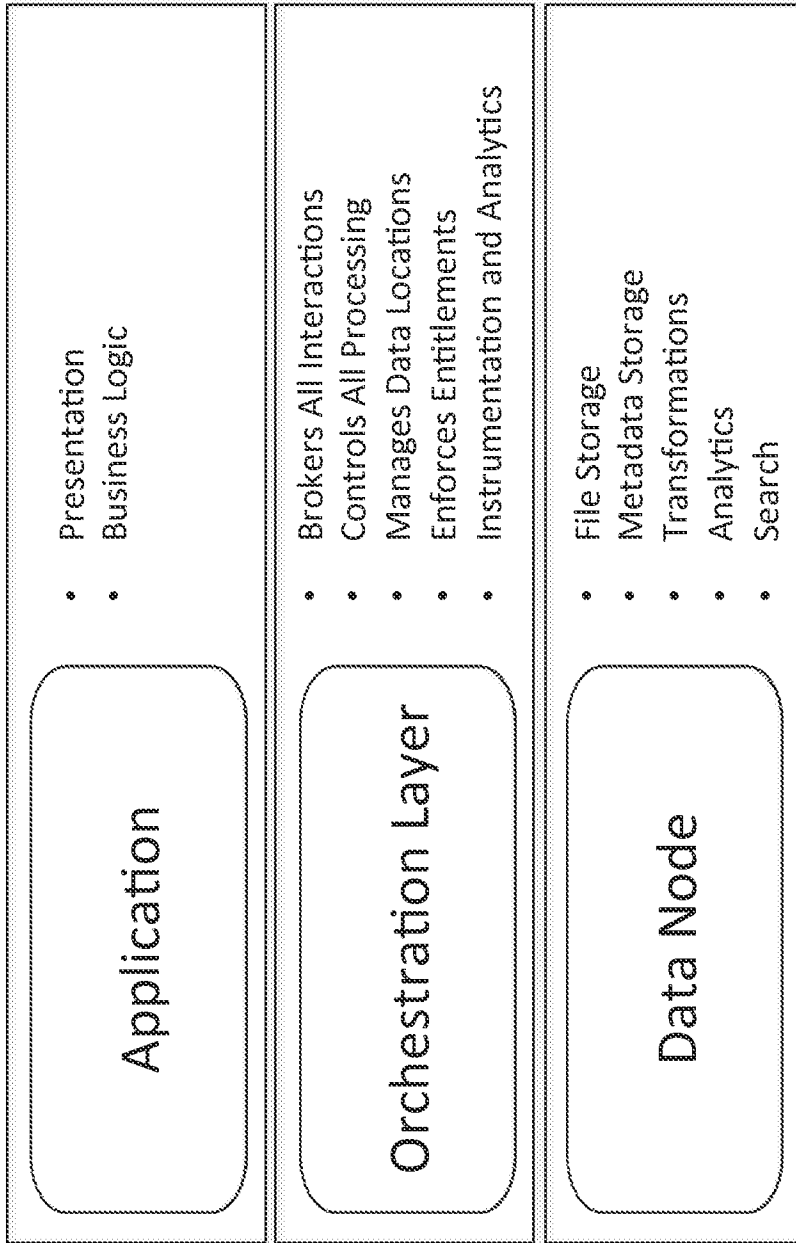 Application
• Presentation
• Business Logic
Orchestration Layer
• Brokers All Interactions
• Controls All Processing
• Manages Data Locations
• Enforces Entitlements
• Instrumentation and Analytics
Data Node
• File Storage
• Metadata Storage
• Transformations
• Analytics
• Search